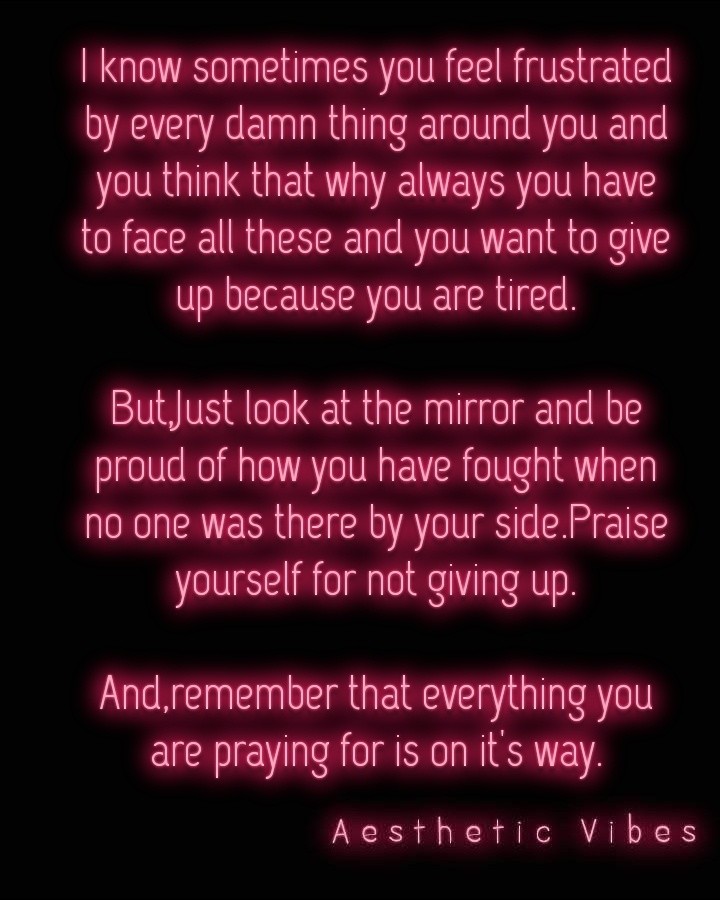 I know sometimes you feel frustrated
by every damn thing around you and
you think that why always you have
to face all these and you want to give
up because you are tired.
But,Just look at the mirror and be
proud of how you have fought when
no one was there by your side.Praise
yourself for not giving up.
And,remember that everything you
are praying for is on it's way.
Aesthetic Vibes